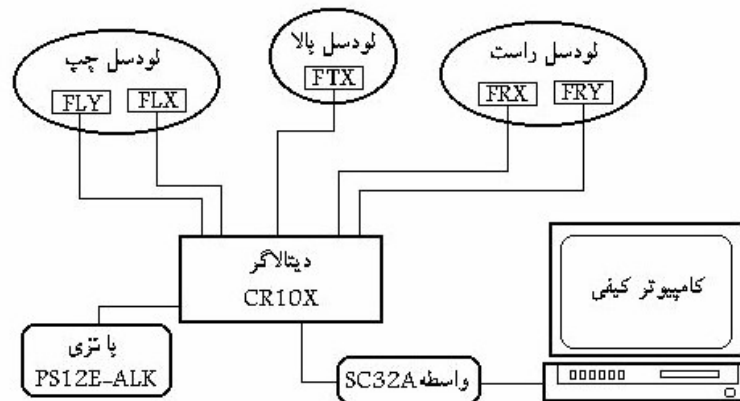 لودسل چپ
FLY
FLX
لودسل بالا
FTX
لودسل راست
FRX
FRY
دیتالاگر
CR10X
باتری
PS12E-ALK
واسطه SC32A
کامپیوتر کیفی